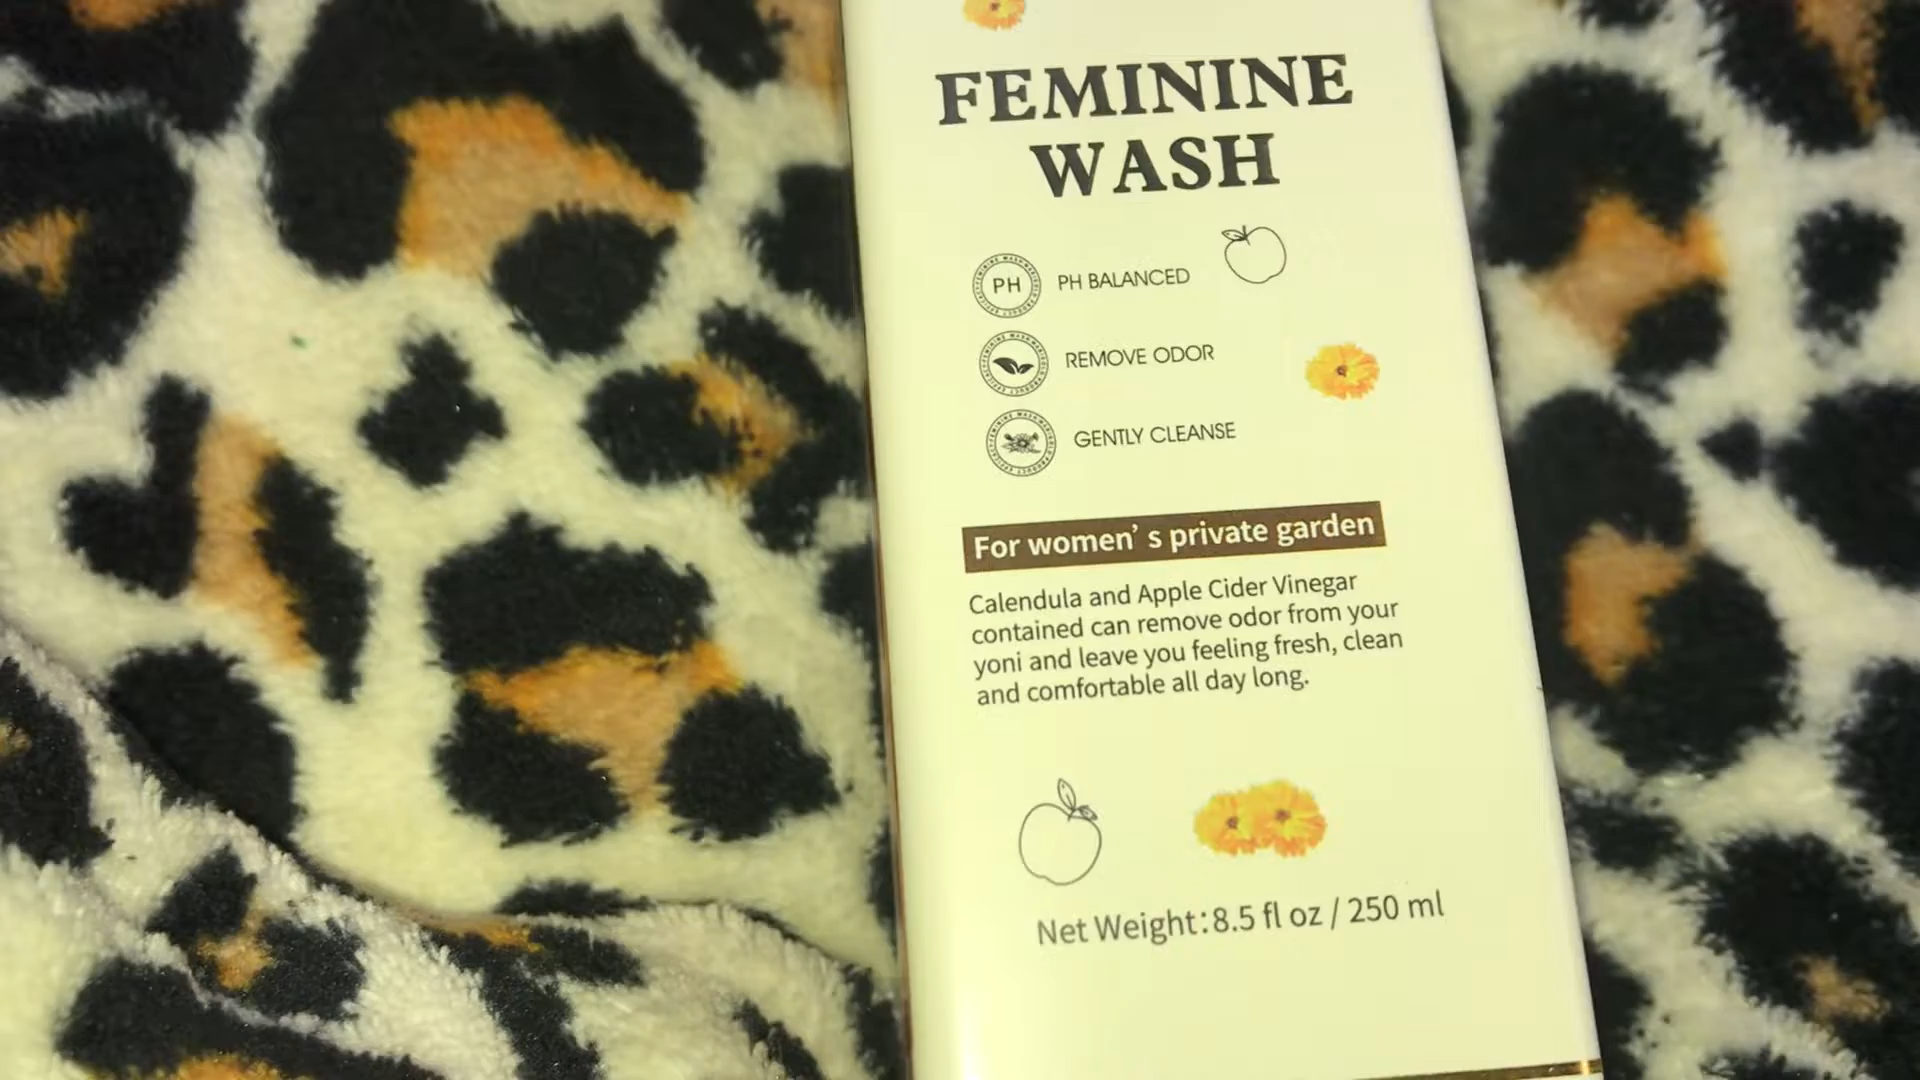 FEMININE
WASH
PH
PH BALANCED
REMOVE ODOR
GENTLY CLEANSE
For women's private garden
Calendula and Apple Cider Vinegar
contained can remove odor from your
yoni and leave you feeling fresh, clean
and comfortable all day long.
Net Weight:8.5 fl oz / 250 ml